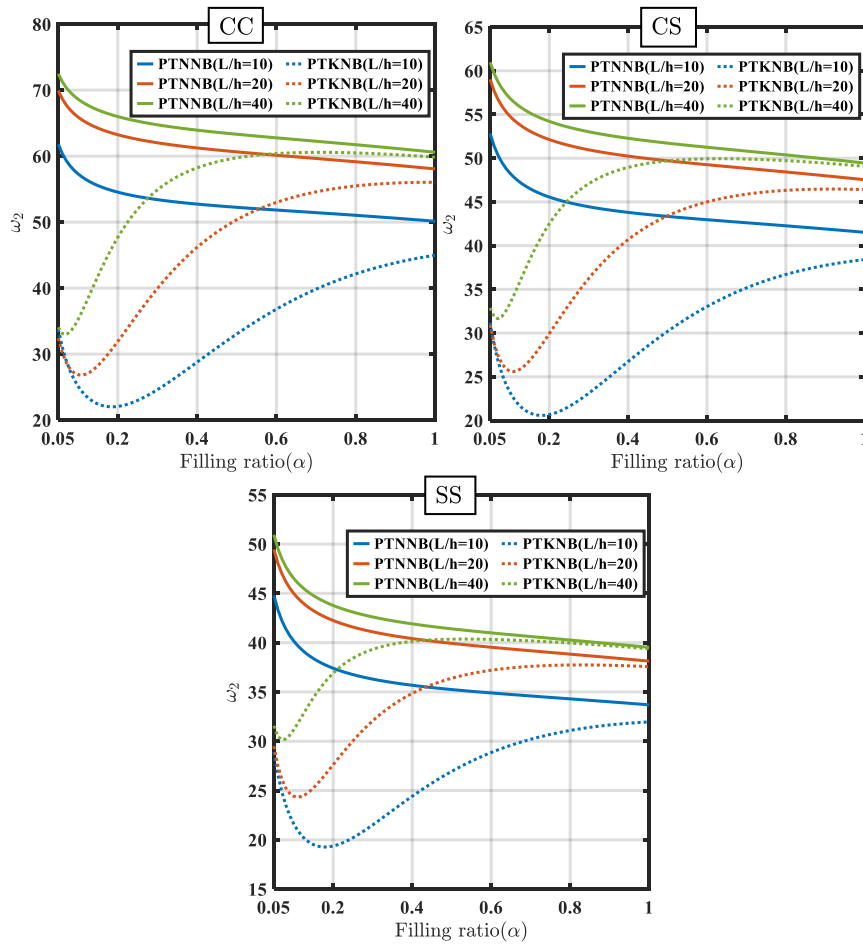 CC
80
70
60
50
40
30
20
ω2
PTNNB(L/h=10) PTKNB(L/h=10)
PTNNB(L/h=20) PTKNB(L/h=20)
PTNNB(L/h=40) PTKNB(L/h=40)
0.05 0.2 0.4 0.6 0.8 1
Filling ratio(α)
CS
65
60
55
50
45
40
35
30
25
20
ω2
PTNNB(L/h=10) PTKNB(L/h=10)
PTNNB(L/h=20) PTKNB(L/h=20)
PTNNB(L/h=40) PTKNB(L/h=40)
0.05 0.2 0.4 0.6 0.8 1
Filling ratio(α)
SS
55
50
45
40
35
30
25
20
15
ω2
PTNNB(L/h=10) PTKNB(L/h=10)
PTNNB(L/h=20) PTKNB(L/h=20)
PTNNB(L/h=40) PTKNB(L/h=40)
0.05 0.2 0.4 0.6 0.8 1
Filling ratio(α)